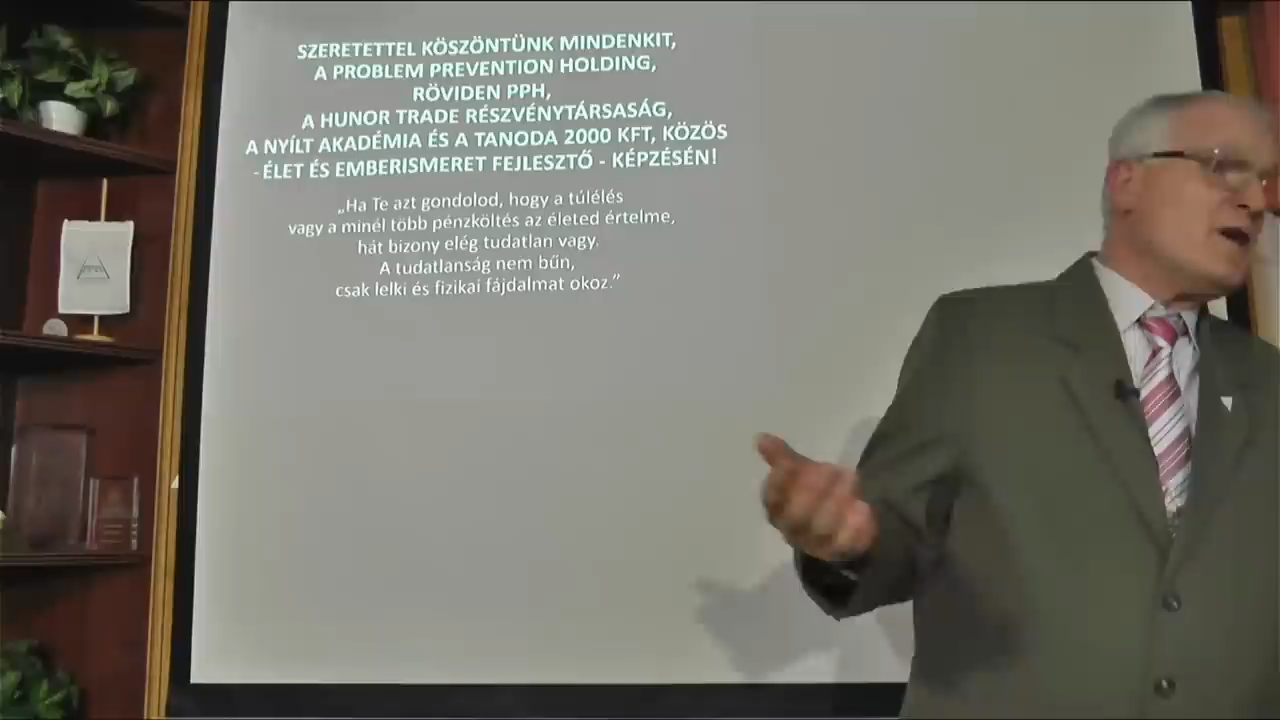 SZERETETTEL KÖSZÖNTÜNK MINDENKIT,
A PROBLEM PREVENTION HOLDING,
RÖVIDEN PPH,
A HUNOR TRADE RÉSZVÉNYTÁRSASÁG,
A NYÍLT AKADÉMIA ÉS A TANODA 2000 KFT, KÖZÖS
- ÉLET ÉS EMBERISMERET FEJLESZTŐ - KÉPZÉSÉN!
„Ha Te azt gondolod, hogy a túlélés
vagy a minél több pénzköltés az életed értelme,
hát bizony elég tudatlan vagy.
A tudatlanság nem bűn,
csak lelki és fizikai fájdalmat okoz.”